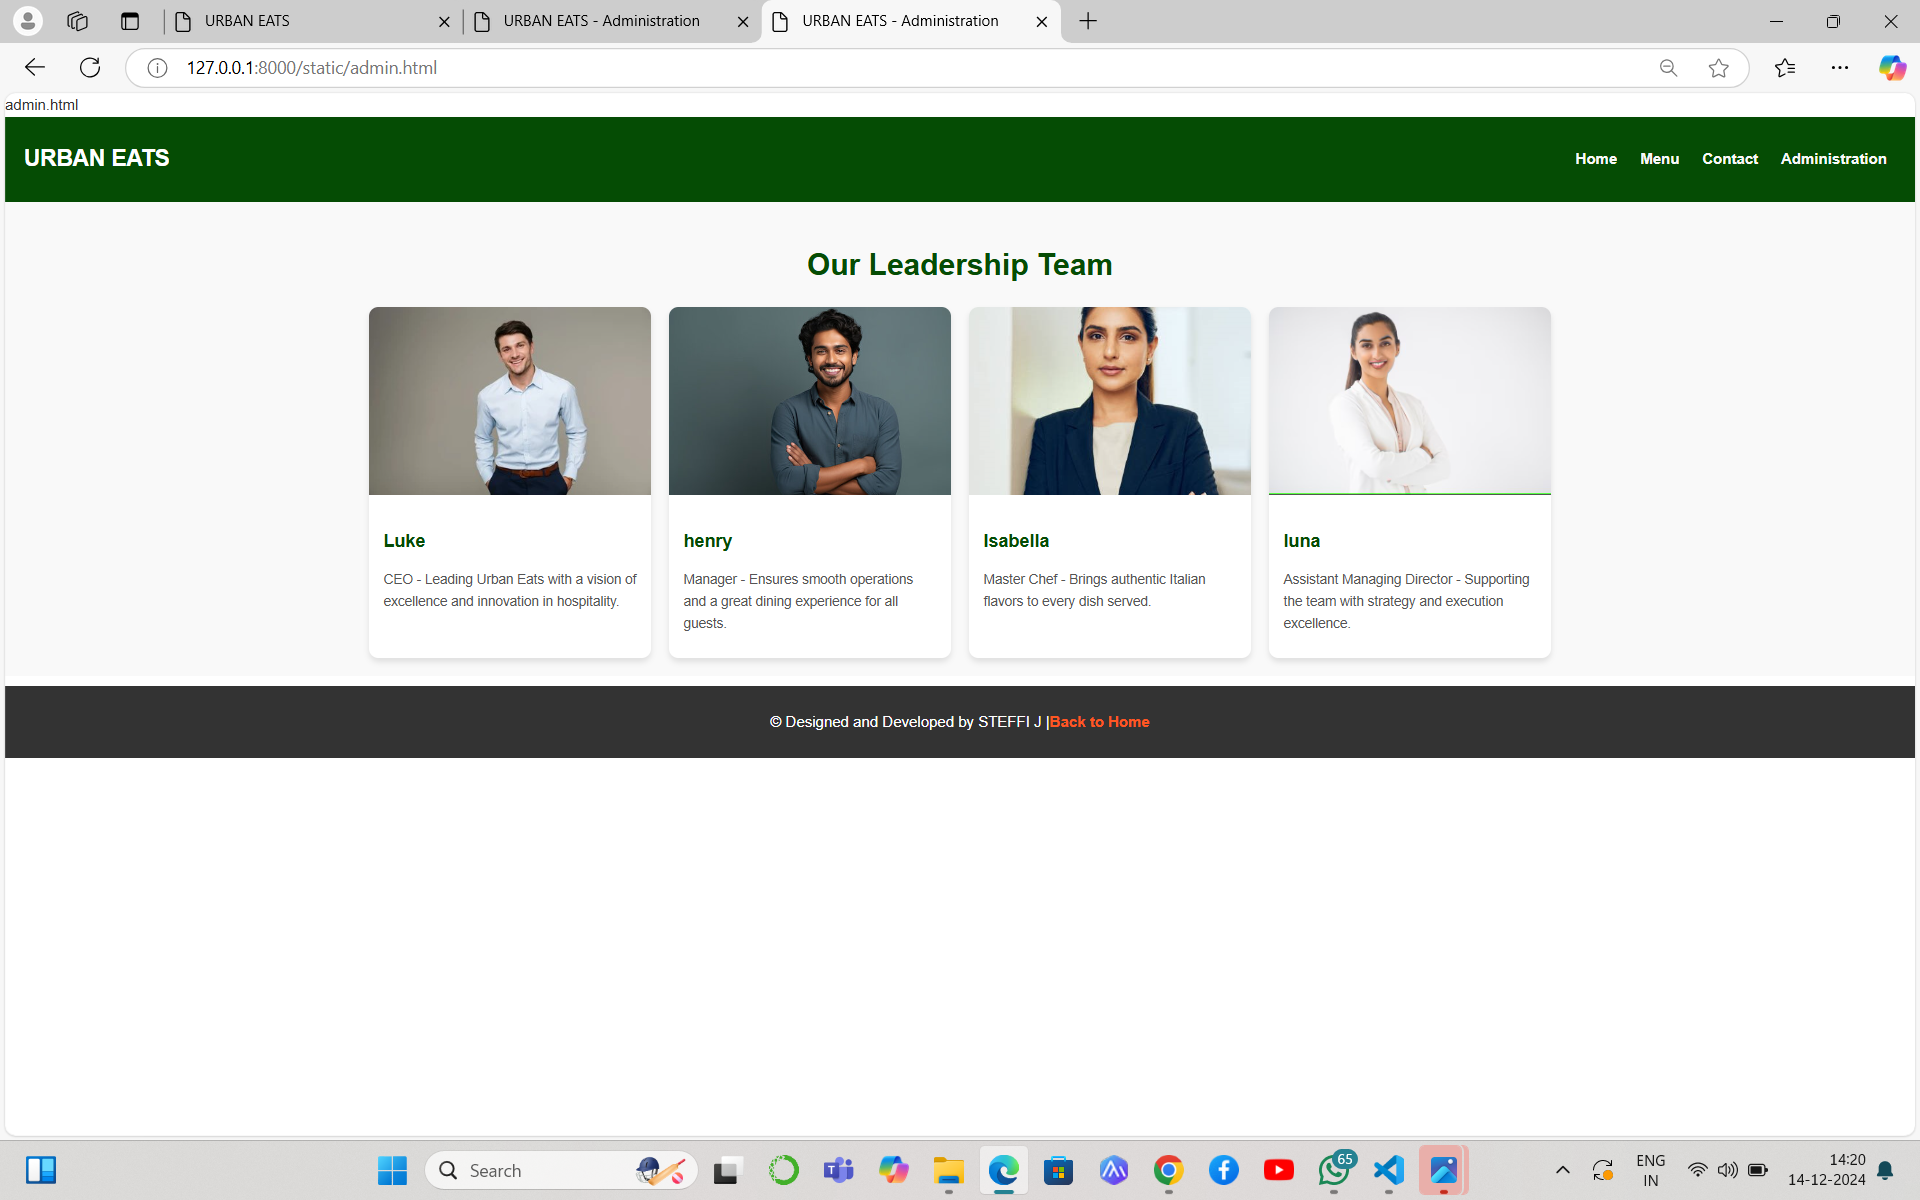 URBAN EATS
URBAN EATS - Administration
URBAN EATS - Administration
127.0.0.1:8000/static/admin.html
admin.html
URBAN EATS
Home Menu Contact Administration
Our Leadership Team
Luke
CEO - Leading Urban Eats with a vision of
excellence and innovation in hospitality.
henry
Manager - Ensures smooth operations
and a great dining experience for all
guests.
Isabella
Master Chef - Brings authentic Italian
flavors to every dish served.
luna
Assistant Managing Director - Supporting
the team with strategy and execution
excellence.
© Designed and Developed by STEFFI J |Back to Home
Search
65
ENG
IN
14:20
14-12-2024